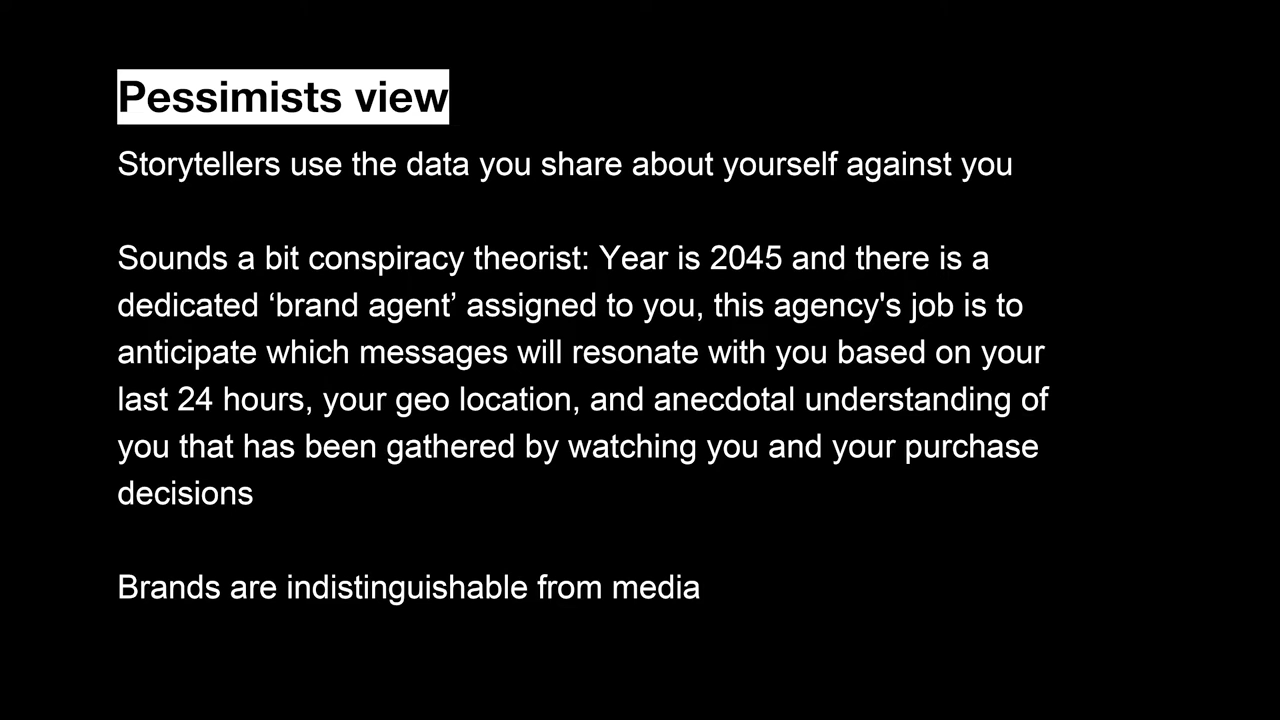 Pessimists view
Storytellers use the data you share about yourself against you
Sounds a bit conspiracy theorist: Year is 2045 and there is a
dedicated ‘brand agent’ assigned to you, this agency's job is to
anticipate which messages will resonate with you based on your
last 24 hours, your geo location, and anecdotal understanding of
you that has been gathered by watching you and your purchase
decisions
Brands are indistinguishable from media